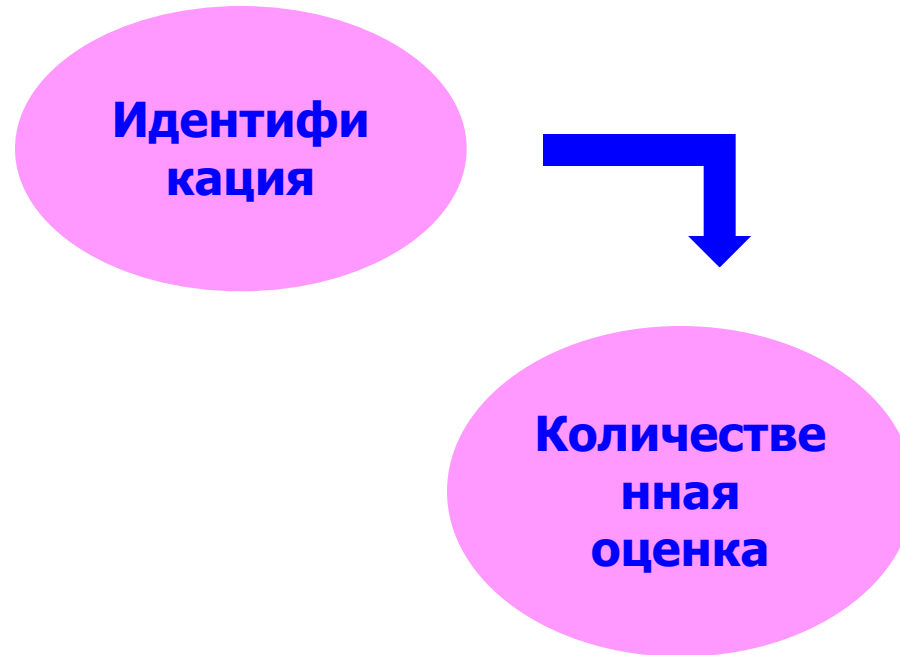 Идентифи
кация
Количестве
нная
оценка